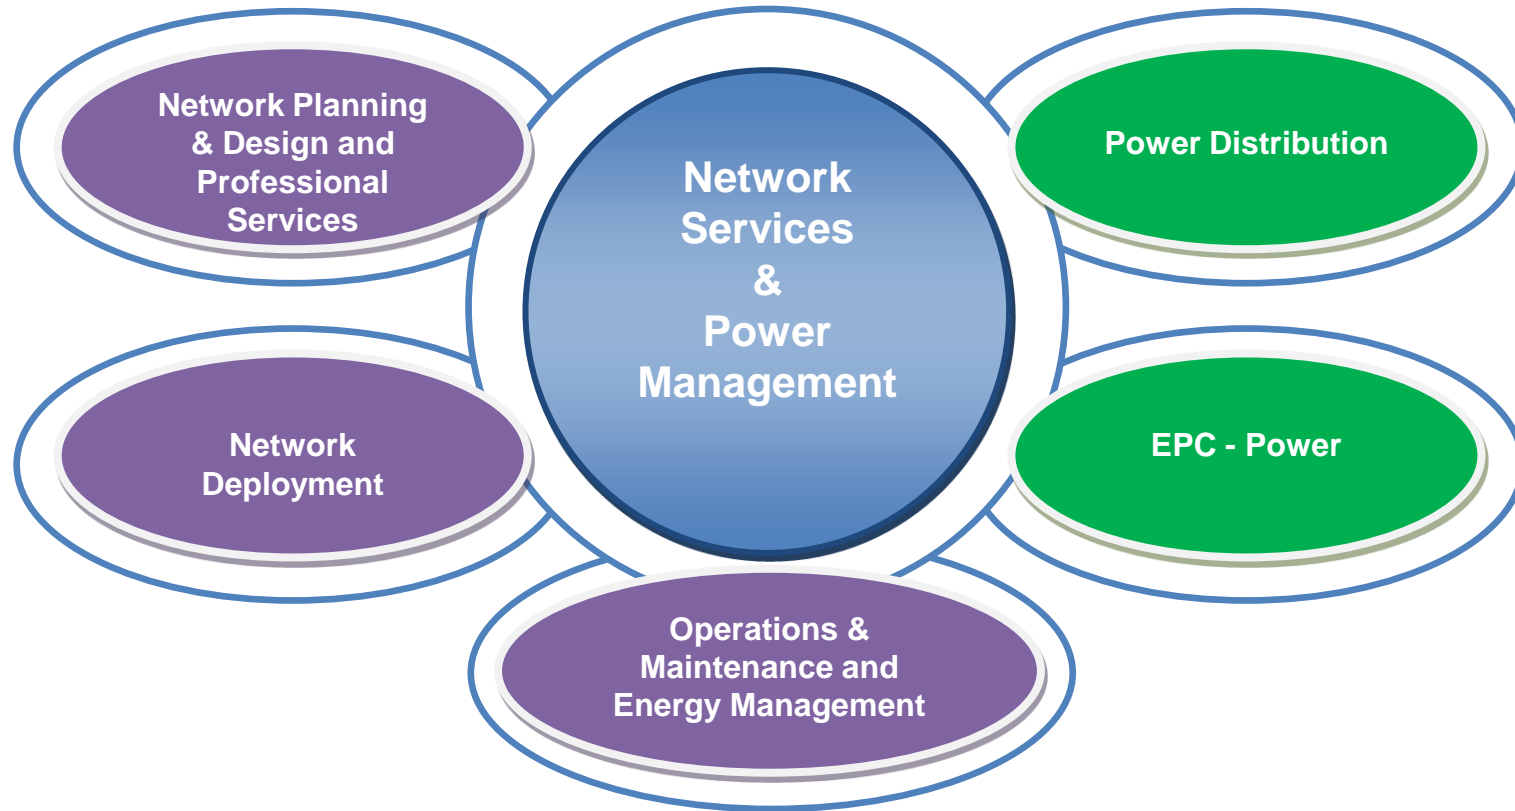 Network Planning
& Design and
Professional
Services
Network
Services
&
Power
Management
Power Distribution
Network
Deployment
EPC - Power
Operations &
Maintenance and
Energy Management